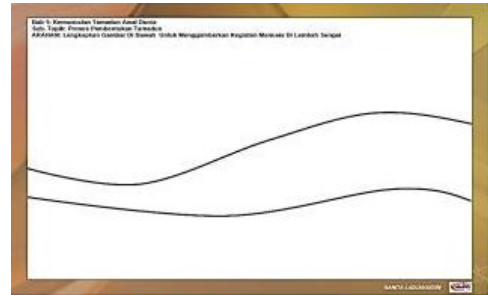 Bab 5: Kemunculan Tamadun Awal Dunia
Sub- Topik: Proses Pembentukan Tamadun
ARAHAN: Lengkapkan Gambar Di Bawah Untuk Menggambarkan Kegiatan Manusia Di Lembah Sungai